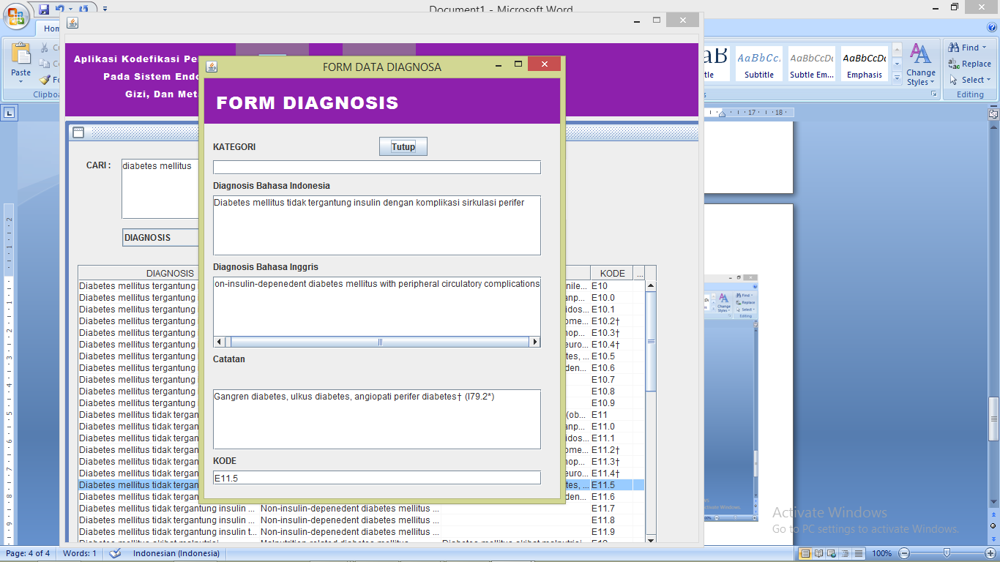 Document1 - Microsoft Word
Hom
Paste
Cu
Co
Fo
Clipboa
Subtitle
Subtle Em...
Emphasis
Change Styles
Find
Replace
Select
Editing
Aplikasi Kodefikasi Pe
Pada Sistem Endo
Gizi, Dan Meta
FORM DATA DIAGNOSA
FORM DIAGNOSIS
KATEGORI
Tutup
CARI :
diabetes mellitus
Diagnosis Bahasa Indonesia
Diabetes mellitus tidak tergantung insulin dengan komplikasi sirkulasi perifer
DIAGNOSIS
Diagnosis Bahasa Inggris
on-insulin-depenedent diabetes mellitus with peripheral circulatory complications
Catatan
Gangren diabetes, ulkus diabetes, angiopati perifer diabetes† (I79.2*)
KODE
E11.5
DIAGNOSIS KODE ...
Diabetes mellitus tergantung nile... E10
Diabetes mellitus tergantung anp... E10.0
Diabetes mellitus tergantung idos... E10.1
Diabetes mellitus tergantung ome... E10.2†
Diabetes mellitus tergantung nop... E10.3†
Diabetes mellitus tergantung euro... E10.4†
Diabetes mellitus tergantung tes, ... E10.5
Diabetes mellitus tergantung den... E10.6
Diabetes mellitus tergantung E10.7
Diabetes mellitus tergantung E10.8
Diabetes mellitus tergantung E10.9
Diabetes mellitus tidak tergan (ob... E11
Diabetes mellitus tidak tergan anp... E11.0
Diabetes mellitus tidak tergan idos... E11.1
Diabetes mellitus tidak tergan ome... E11.2†
Diabetes mellitus tidak tergan nop... E11.3†
Diabetes mellitus tidak tergan euro... E11.4†
Diabetes mellitus tidak tergan tes, ... E11.5
Diabetes mellitus tidak tergan den... E11.6
Diabetes mellitus tidak tergantung insulin ... Non-insulin-depenedent diabetes mellitus ... E11.7
Diabetes mellitus tidak tergantung insulin ... Non-insulin-depenedent diabetes mellitus ... E11.8
Diabetes mellitus tidak tergantung insulin ... Non-insulin-depenedent diabetes mellitus ... E11.9
Activate Windows
Go to PC settings to activate Windows.
Page: 4 of 4
Words: 1
Indonesian (Indonesia)
100%